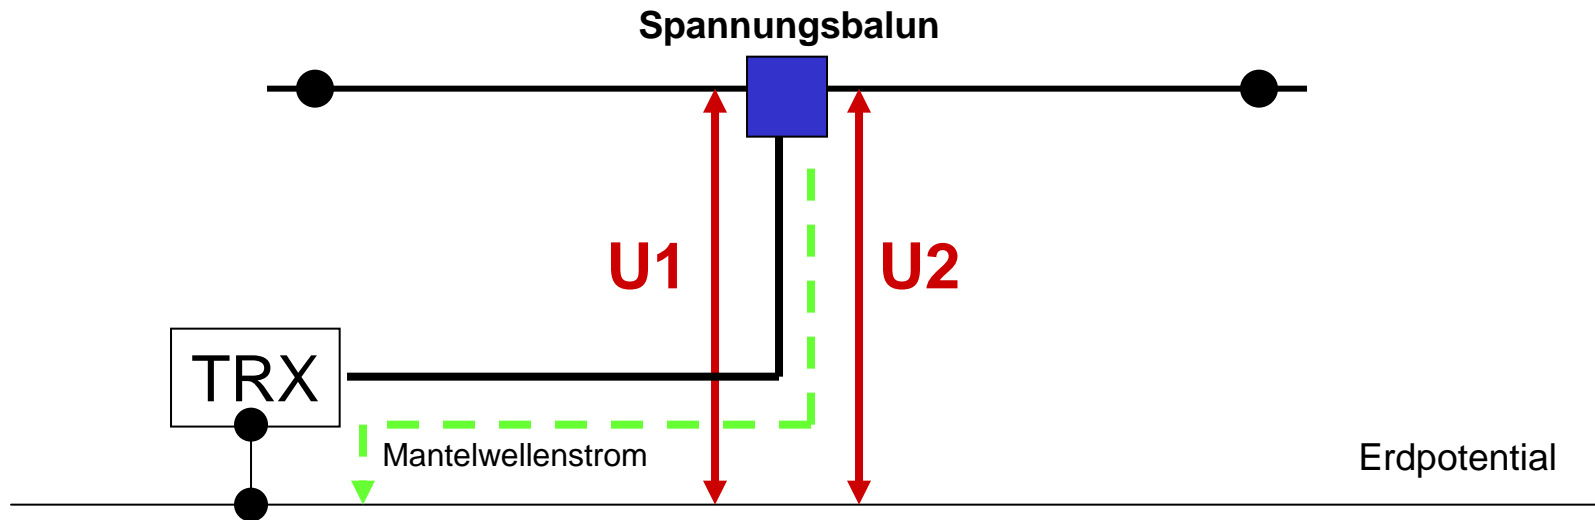 Spannungsbalun
U1
U2
TRX
Mantelwellenstrom
Erdpotential